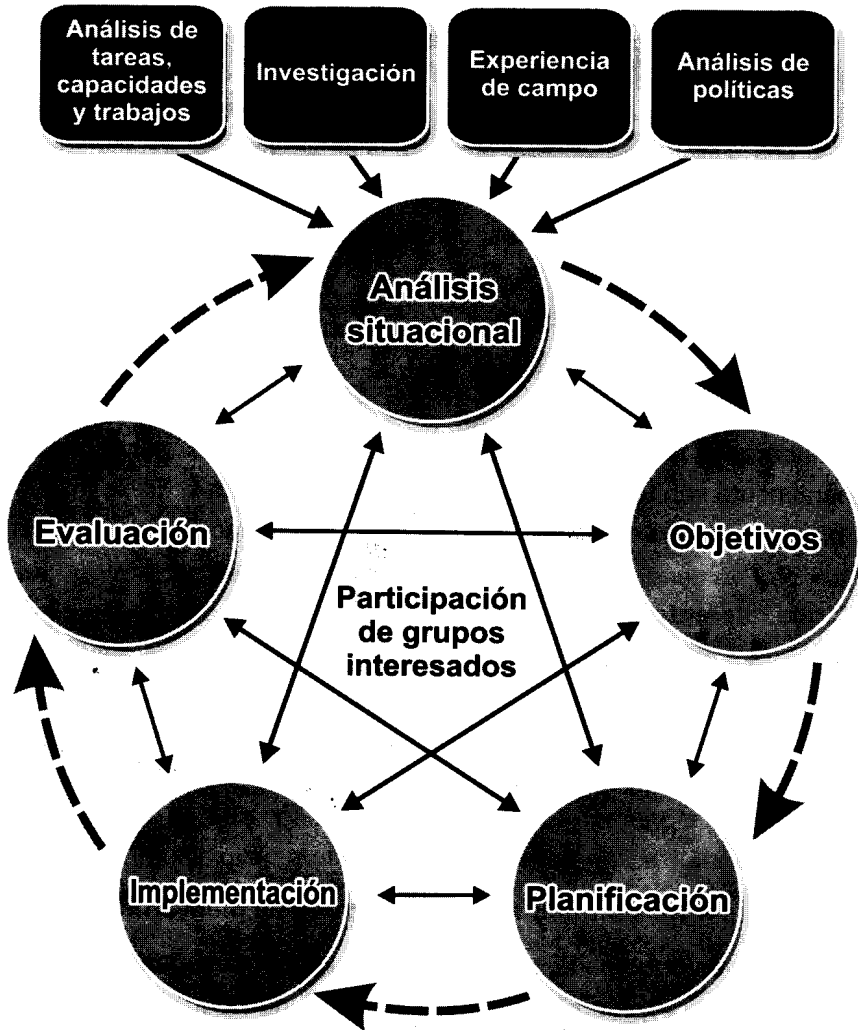 Análisis de
tareas,
capacidades
y trabajos
Investigación
Experiencia
de campo
Análisis de
políticas
Análisis
situacional
Evaluación
Objetivos
Participación
de grupos
interesados
Implementación
Planificación